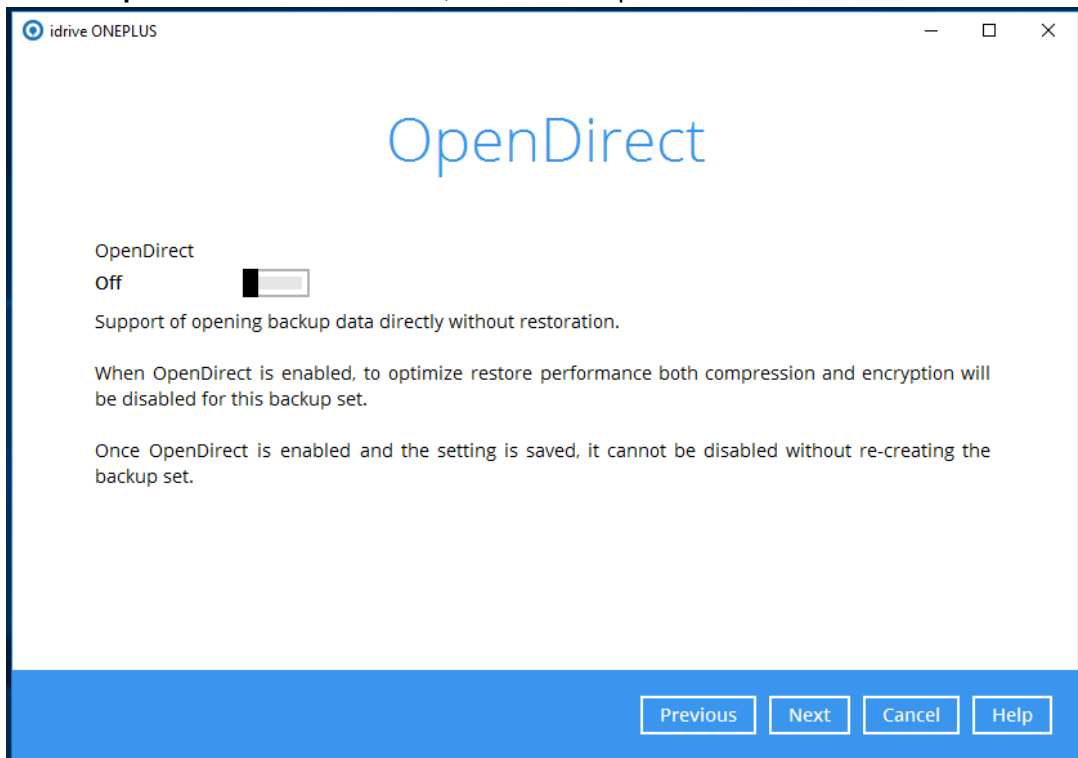 idrive ONEPLUS
OpenDirect
OpenDirect
Off
Support of opening backup data directly without restoration.
When OpenDirect is enabled, to optimize restore performance both compression and encryption will
be disabled for this backup set.
Once OpenDirect is enabled and the setting is saved, it cannot be disabled without re-creating the
backup set.
Previous Next Cancel Help